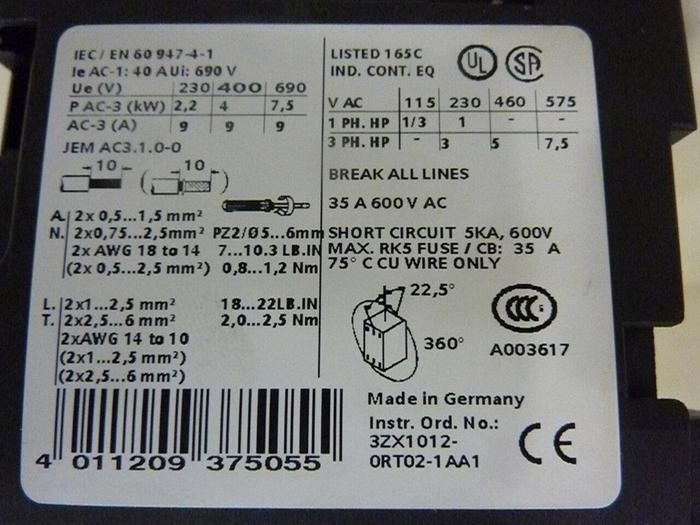 IEC / EN 60 947-4-1
Ie AC-1: 40 A Ui: 690 V
Ue (V) 230 400 690
P AC-3 (kW) 2,2 4 7,5
AC-3 (A) 9 9 9
JEM AC3.1.0-0
10 ( 10 )
A. 2x 0,5...1,5 mm²
N. 2x0,75...2,5mm² PZ2/Ø5...6mm
2x AWG 18 to 14 7...10.3 LB.IN
(2x 0,5...2,5 mm²) 0,8...1,2 Nm
L. 2x1...2,5 mm² 18...22LB.IN
T. 2x2,5...6 mm² 2,0...2,5 Nm
2xAWG 14 to 10
(2x1...2,5 mm²)
(2x2,5...6 mm²)
4 011209 375055
LISTED 165C
IND. CONT. EQ
UL SA
V AC 115 230 460 575
1 PH. HP 1/3 1 - -
3 PH. HP - 3 5 7,5
BREAK ALL LINES
35 A 600 V AC
SHORT CIRCUIT 5KA, 600V
MAX. RK5 FUSE / CB: 35 A
75° C CU WIRE ONLY
22,5°
360°
CCC
A003617
Made in Germany
Instr. Ord. No.:
3ZX1012-
0RT02-1AA1
CE